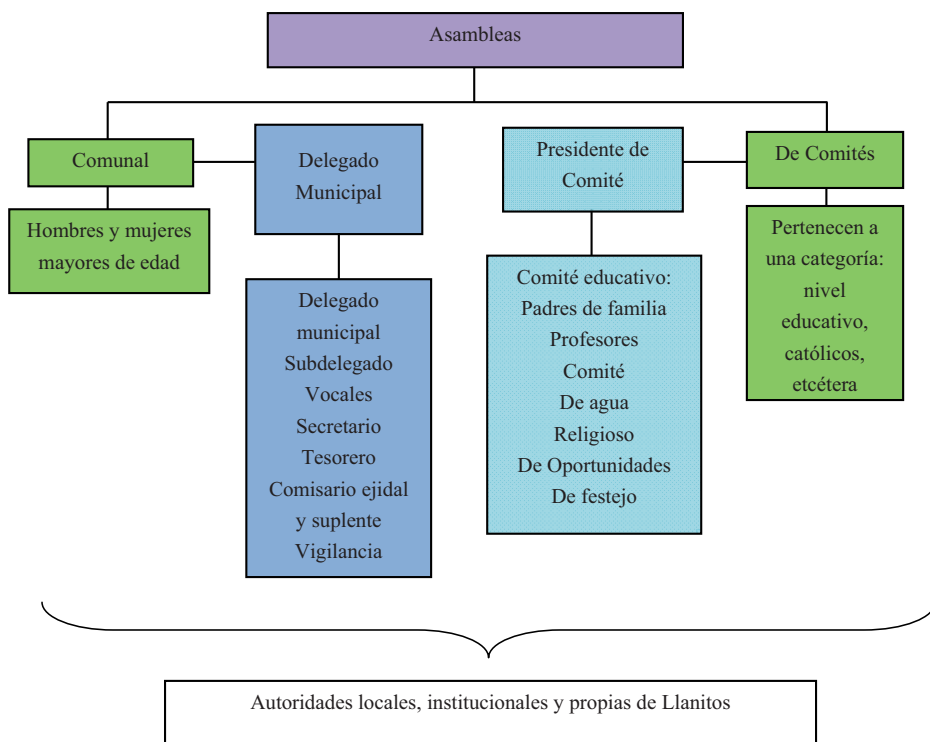 Asambleas
Comunal
Delegado
Municipal
Presidente de
Comité
De Comités
Hombres y mujeres
mayores de edad
Delegado
municipal
Subdelegado
Vocales
Secretario
Tesorero
Comisario ejidal
y suplente
Vigilancia
Comité educativo:
Padres de familia
Profesores
Comité
De agua
Religioso
De Oportunidades
De festejo
Pertenecen a
una categoría:
nivel
educativo,
católicos,
etcétera
Autoridades locales, institucionales y propias de Llanitos